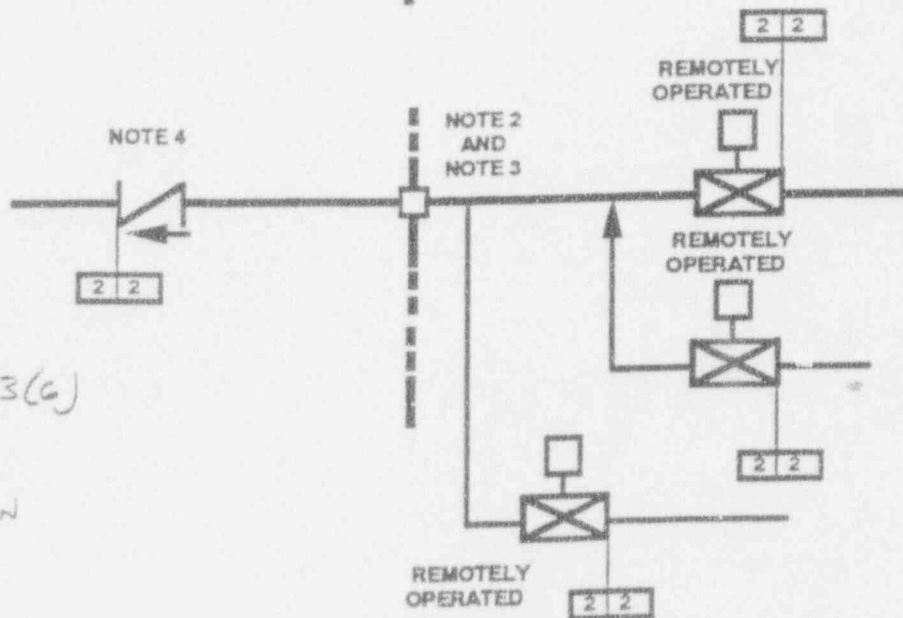 2 2
REMOTELY
OPERATED
NOTE 4
NOTE 2
AND
NOTE 3
REMOTELY
OPERATED
2 2
3(G)
2 2
2
REMOTELY
OPERATED
2 2